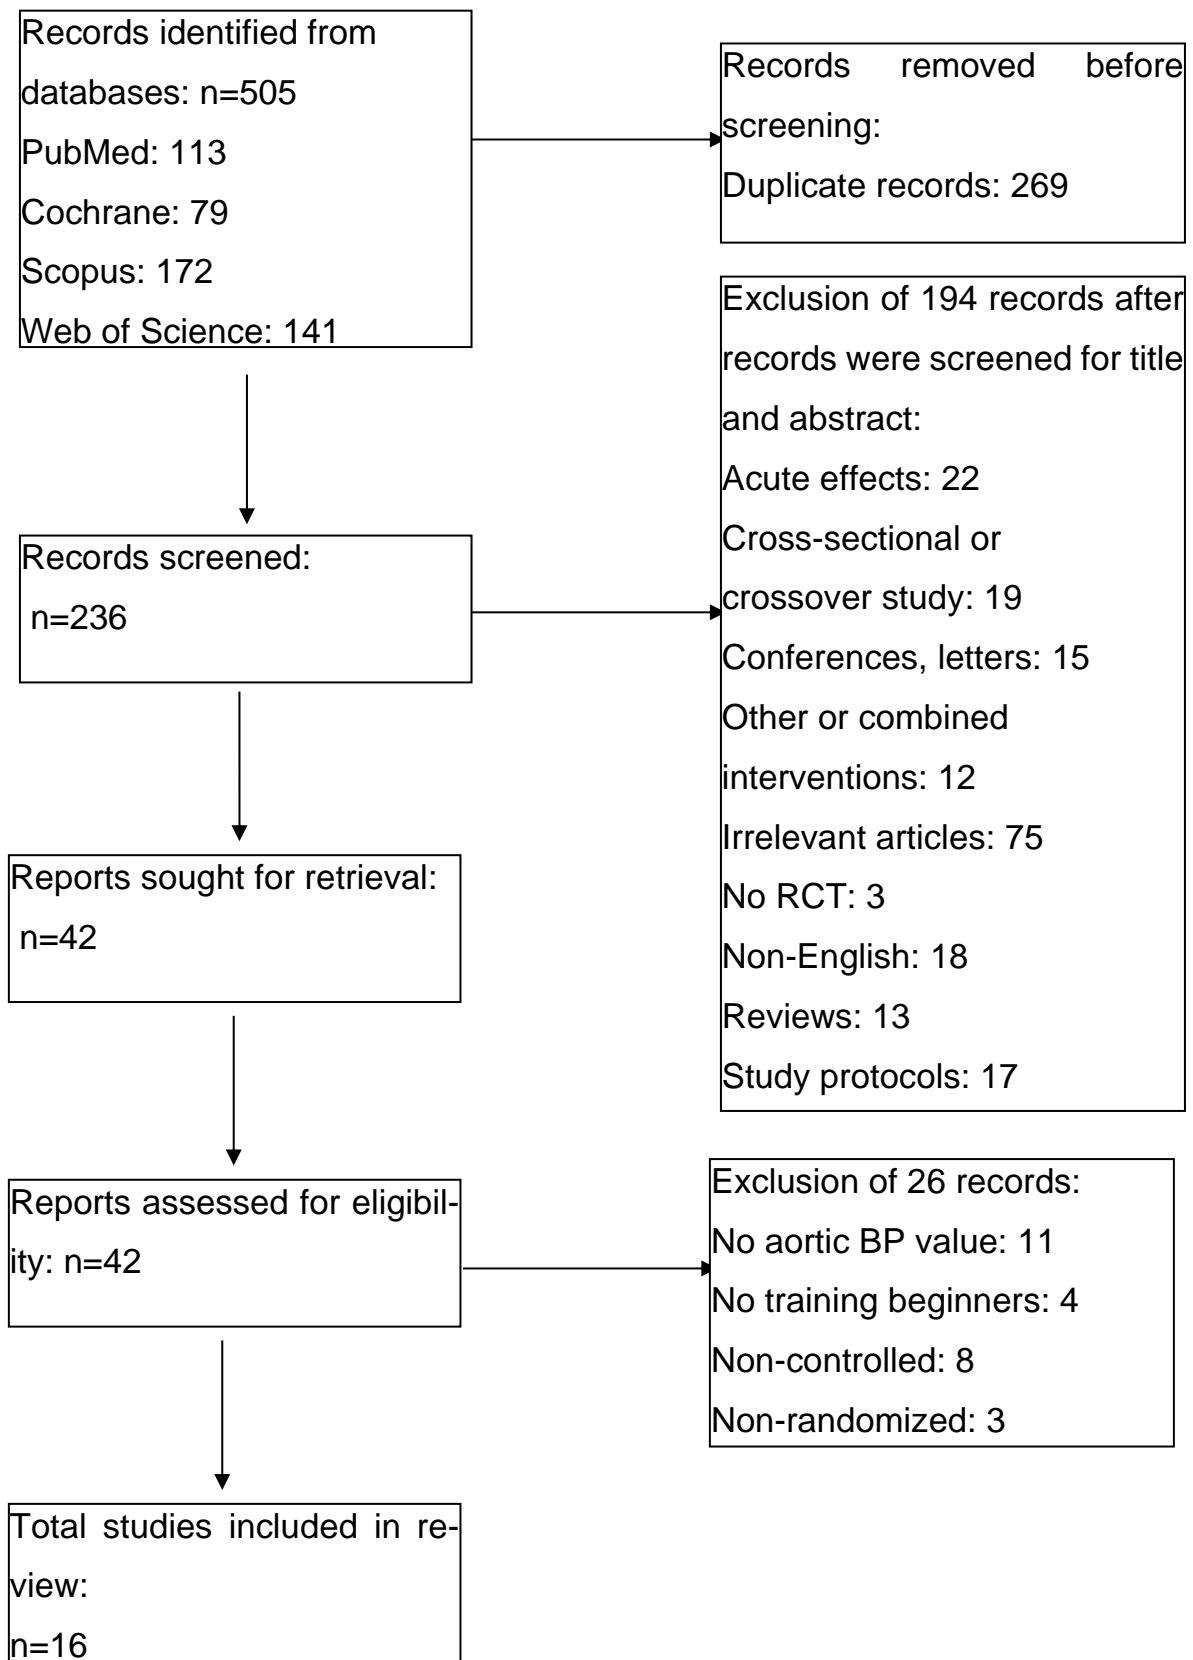 Records identified from
databases: n=505
PubMed: 113
Cochrane: 79
Scopus: 172
Web of Science: 141
Records removed before
screening:
Duplicate records: 269
Records screened:
n=236
Exclusion of 194 records after
records were screened for title
and abstract:
Acute effects: 22
Cross-sectional or
crossover study: 19
Conferences, letters: 15
Other or combined
interventions: 12
Irrelevant articles: 75
No RCT: 3
Non-English: 18
Reviews: 13
Study protocols: 17
Reports sought for retrieval:
n=42
Reports assessed for eligibil-
ity: n=42
Exclusion of 26 records:
No aortic BP value: 11
No training beginners: 4
Non-controlled: 8
Non-randomized: 3
Total studies included in re-
view:
n=16